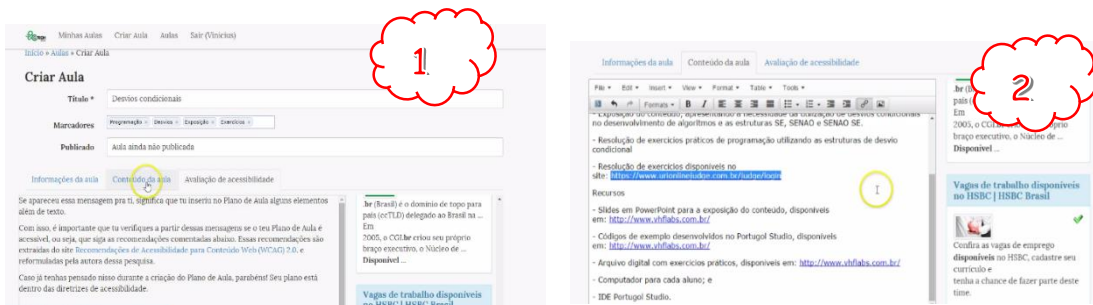 Minhas Aulas Criar Aula Aulas Sair (Vinicius)
Início » Aulas » Criar Aula
Criar Aula
Título * Desvios condicionais
Marcadores Programação × Desvios × Exposição × Exercícios ×
Publicado Aula ainda não publicada
Informações da aula Conteúdo da aula Avaliação de acessibilidade
Se apareceu essa mensagem pra ti, significa que tu inseriu no Plano de Aula alguns elementos
além de texto.
Com isso, é importante que tu verifiques a partir dessas mensagens se o teu Plano de Aula é
acessível, ou seja, que siga as recomendações comentadas abaixo. Essas recomendações são
extraídas do site Recomendações de Acessibilidade para Conteúdo Web (WCAG) 2.0, e
reformuladas pela autora dessa pesquisa.
Caso já tenhas pensado nisso durante a criação do Plano de Aula, parabéns! Seu plano está
dentro das diretrizes de acessibilidade.
.br (Brasil) é o domínio de topo para
país (ccTLD) delegado ao Brasil na ...
Em
2005, o CGI.br criou seu próprio
braço executivo, o Núcleo de ...
Disponível ...
Vagas de trabalho disponíveis
no HSBC | HSBC Brasil
1
Informações da aula Conteúdo da aula Avaliação de acessibilidade
File Edit Insert View Format Table Tools
Formats B I
- Exposição do conteúdo, apresentando a necessidade da utilização de desvios condicionais
no desenvolvimento de algoritmos e as estruturas SE, SENAO e SENAO SE.
- Resolução de exercícios práticos de programação utilizando as estruturas de desvio
condicional
- Resolução de exercícios disponíveis no
site: https://www.urionlinejudge.com.br/judge/login
Recursos
- Slides em PowerPoint para a exposição do conteúdo, disponíveis
em: http://www.vhflabs.com.br/
- Códigos de exemplo desenvolvidos no Portugol Studio, disponíveis
em: http://www.vhflabs.com.br/
- Arquivo digital com exercícios práticos, disponíveis em: http://www.vhflabs.com.br/
- Computador para cada aluno; e
- IDE Portugol Studio.
2
país
Em
2005, o
braço executivo, o Núcleo de ...
Disponível ...
Vagas de trabalho disponíveis
no HSBC | HSBC Brasil
Confira as vagas de emprego
disponíveis no HSBC, cadastre seu
currículo e
tenha a chance de fazer parte deste
time.